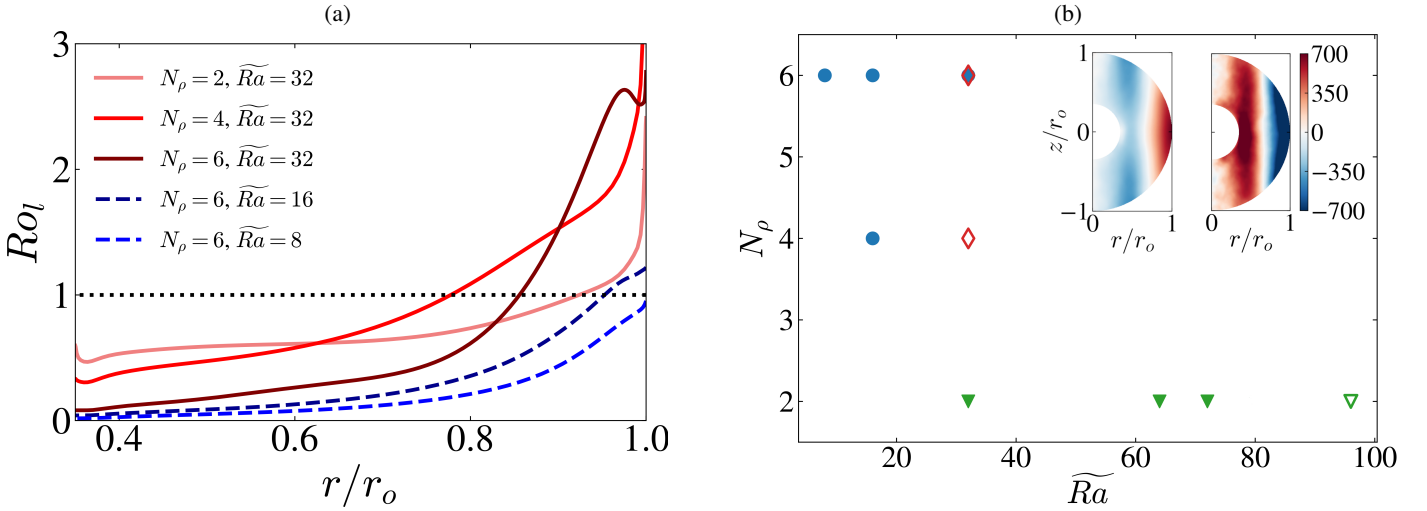 (a)
3
2
1
0
Ro_l
N_ρ = 2, R͠a = 32
N_ρ = 4, R͠a = 32
N_ρ = 6, R͠a = 32
N_ρ = 6, R͠a = 16
N_ρ = 6, R͠a = 8
0.4 0.6 0.8 1.0
r/r_o
(b)
6
5
4
3
2
N_ρ
1
0
−1
z/r_o
0 1
r/r_o
0 1
r/r_o
700
350
0
−350
−700
20 40 60 80 100
R͠a